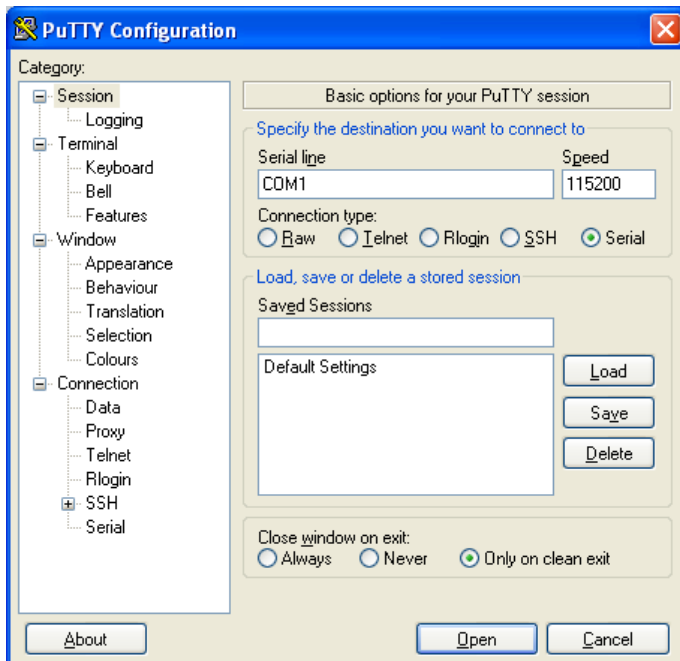 PuTTY Configuration
Category:
Session
Logging
Terminal
Keyboard
Bell
Features
Window
Appearance
Behaviour
Translation
Selection
Colours
Connection
Data
Proxy
Telnet
Rlogin
SSH
Serial
Basic options for your PuTTY session
Specify the destination you want to connect to
Serial line Speed
COM1 115200
Connection type:
Raw Telnet Rlogin SSH Serial
Load, save or delete a stored session
Saved Sessions
Default Settings
Load
Save
Delete
Close window on exit:
Always Never Only on clean exit
About Open Cancel